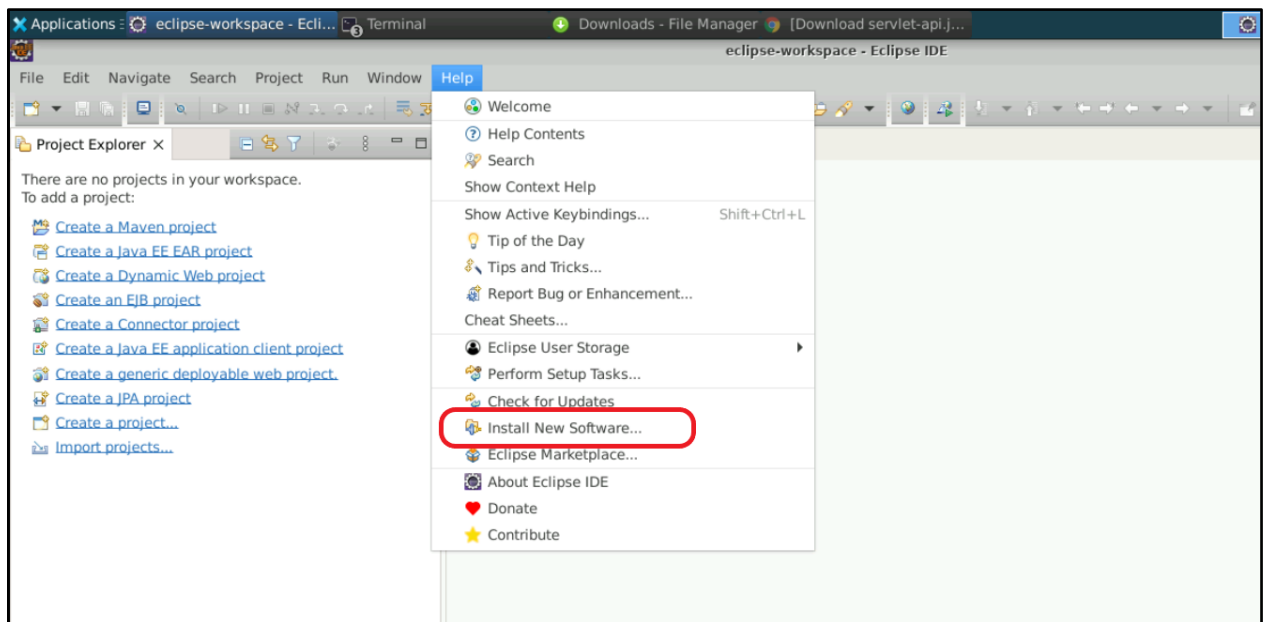 Applications : eclipse-workspace - Ecli... 3 Terminal Downloads - File Manager [Download servlet-api.j...
eclipse-workspace - Eclipse IDE
File Edit Navigate Search Project Run Window Help
Project Explorer
There are no projects in your workspace.
To add a project:
Create a Maven project
Create a Java EE EAR project
Create a Dynamic Web project
Create an EJB project
Create a Connector project
Create a Java EE application client project
Create a generic deployable web project.
Create a JPA project
Create a project...
Import projects...
Welcome
Help Contents
Search
Show Context Help
Show Active Keybindings... Shift+Ctrl+L
Tip of the Day
Tips and Tricks...
Report Bug or Enhancement...
Cheat Sheets...
Eclipse User Storage
Perform Setup Tasks...
Check for Updates
Install New Software...
Eclipse Marketplace...
About Eclipse IDE
Donate
Contribute